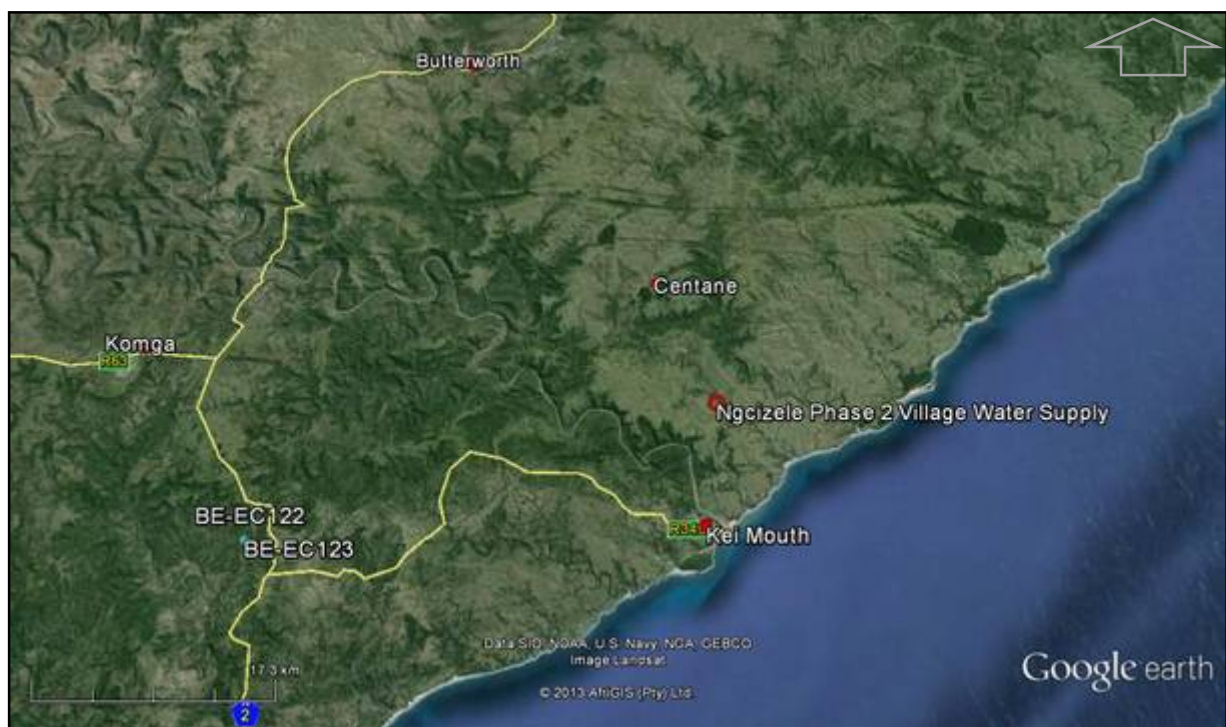 Butterworth
Centane
Komga
R63
Ngcizele Phase 2 Village Water Supply
BE-EC122
R34
Kei Mouth
BE-EC123
Data SIO, NOAA, U.S. Navy, NGA, GEBCO
Image Landsat
17.3 km
Google earth
© 2013 AfriGIS (Pty) Ltd.
N
2